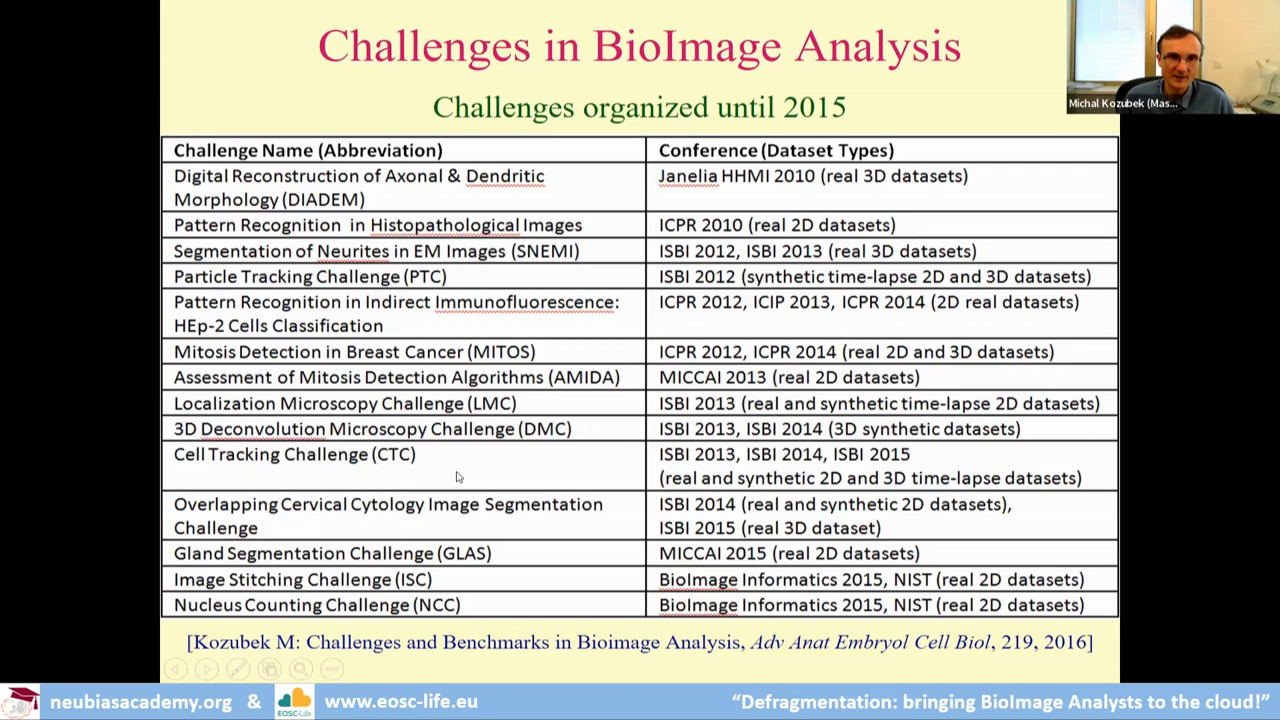 Challenges in BioImage Analysis
Michal Kozubek (Mas...
Challenges organized until 2015
Challenge Name (Abbreviation) Conference (Dataset Types)
Digital Reconstruction of Axonal & Dendritic Janelia HHMI 2010 (real 3D datasets)
Morphology (DIADEM)
Pattern Recognition in Histopathological Images ICPR 2010 (real 2D datasets)
Segmentation of Neurites in EM Images (SNEMI) ISBI 2012, ISBI 2013 (real 3D datasets)
Particle Tracking Challenge (PTC) ISBI 2012 (synthetic time-lapse 2D and 3D datasets)
Pattern Recognition in Indirect Immunofluorescence: ICPR 2012, ICIP 2013, ICPR 2014 (2D real datasets)
HEp-2 Cells Classification
Mitosis Detection in Breast Cancer (MITOS) ICPR 2012, ICPR 2014 (real 2D and 3D datasets)
Assessment of Mitosis Detection Algorithms (AMIDA) MICCAI 2013 (real 2D datasets)
Localization Microscopy Challenge (LMC) ISBI 2013 (real and synthetic time-lapse 2D datasets)
3D Deconvolution Microscopy Challenge (DMC) ISBI 2013, ISBI 2014 (3D synthetic datasets)
Cell Tracking Challenge (CTC) ISBI 2013, ISBI 2014, ISBI 2015
(real and synthetic 2D and 3D time-lapse datasets)
Overlapping Cervical Cytology Image Segmentation ISBI 2014 (real and synthetic 2D datasets),
Challenge ISBI 2015 (real 3D dataset)
Gland Segmentation Challenge (GLAS) MICCAI 2015 (real 2D datasets)
Image Stitching Challenge (ISC) BioImage Informatics 2015, NIST (real 2D datasets)
Nucleus Counting Challenge (NCC) BioImage Informatics 2015, NIST (real 2D datasets)
[Kozubek M: Challenges and Benchmarks in Bioimage Analysis, Adv Anat Embryol Cell Biol, 219, 2016]
neubiasacademy.org & EOSC-Life www.eosc-life.eu "Defragmentation: bringing BioImage Analysts to the cloud!"